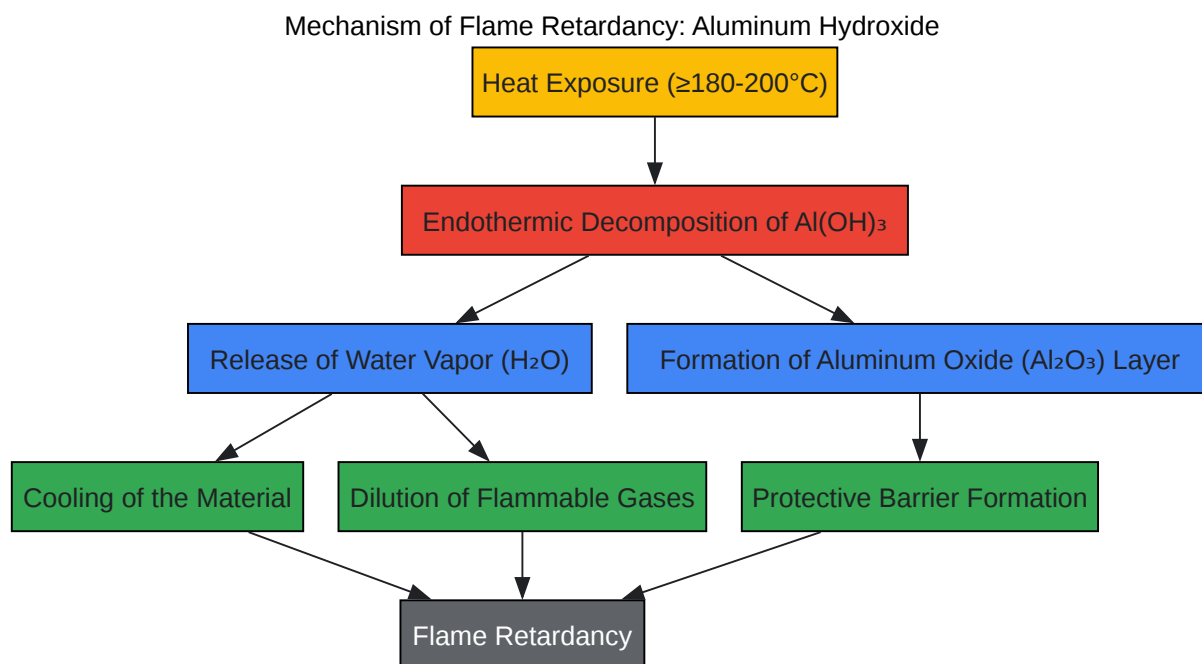 Mechanism of Flame Retardancy: Aluminum Hydroxide
Heat Exposure (≥180-200°C)
Endothermic Decomposition of Al(OH)₃
Release of Water Vapor (H₂O)
Formation of Aluminum Oxide (Al₂O₃) Layer
Cooling of the Material
Dilution of Flammable Gases
Protective Barrier Formation
Flame Retardancy